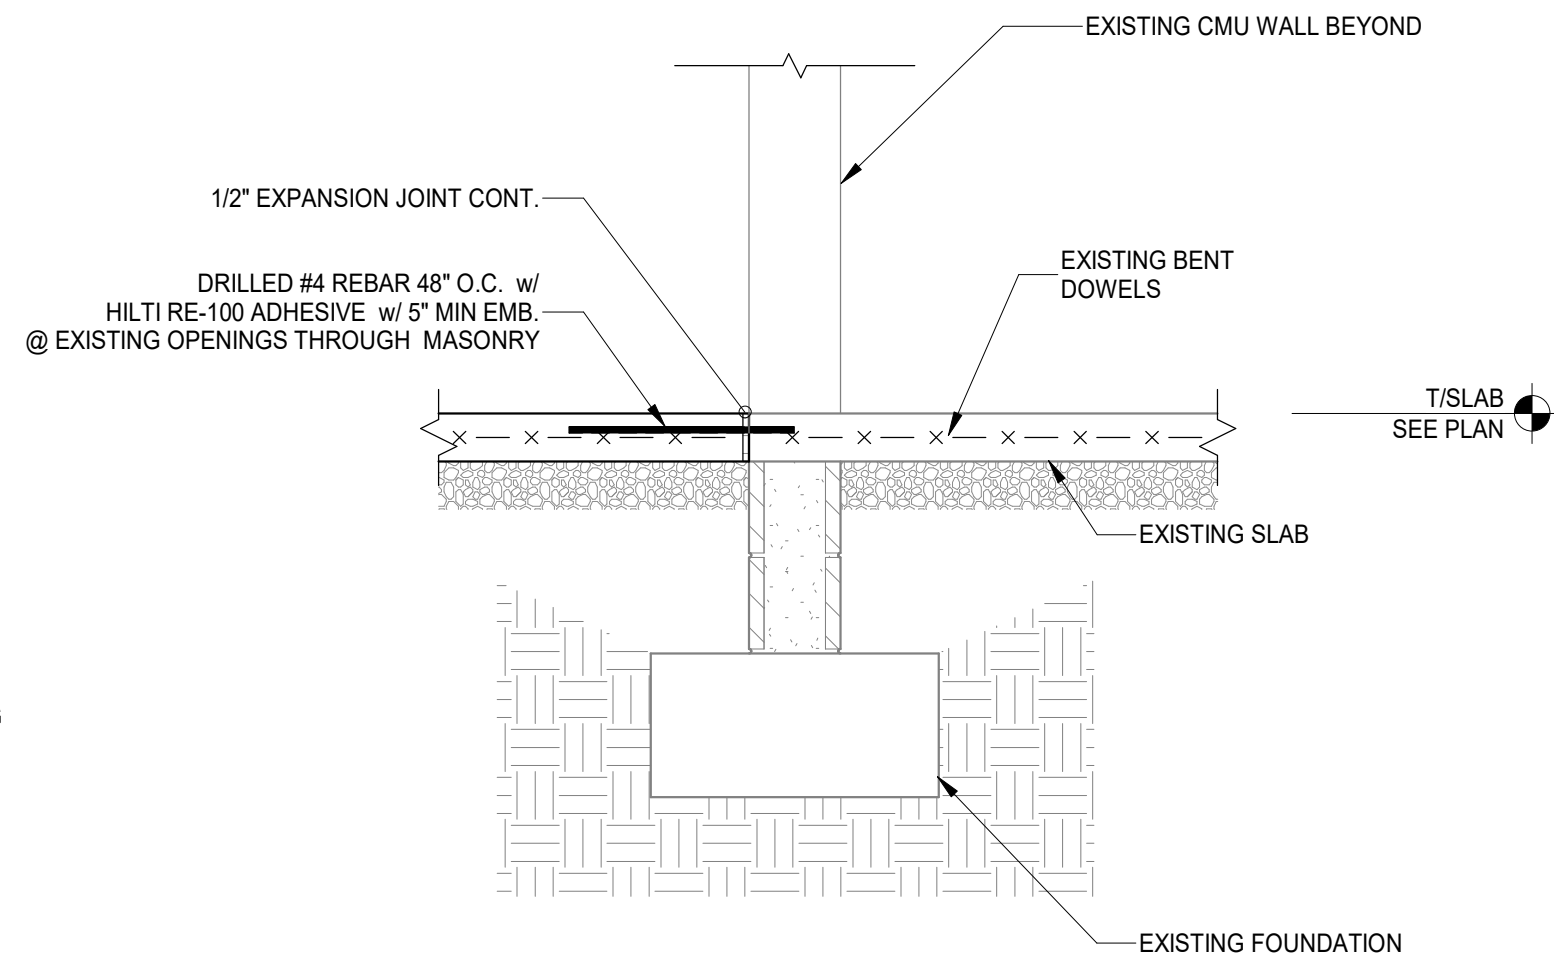 EXISTING CMU WALL BEYOND
1/2" EXPANSION JOINT CONT.
DRILLED #4 REBAR 48" O.C. w/
HILTI RE-100 ADHESIVE w/ 5" MIN EMB.
@ EXISTING OPENINGS THROUGH MASONRY
EXISTING BENT
DOWELS
T/SLAB
SEE PLAN
EXISTING SLAB
EXISTING FOUNDATION